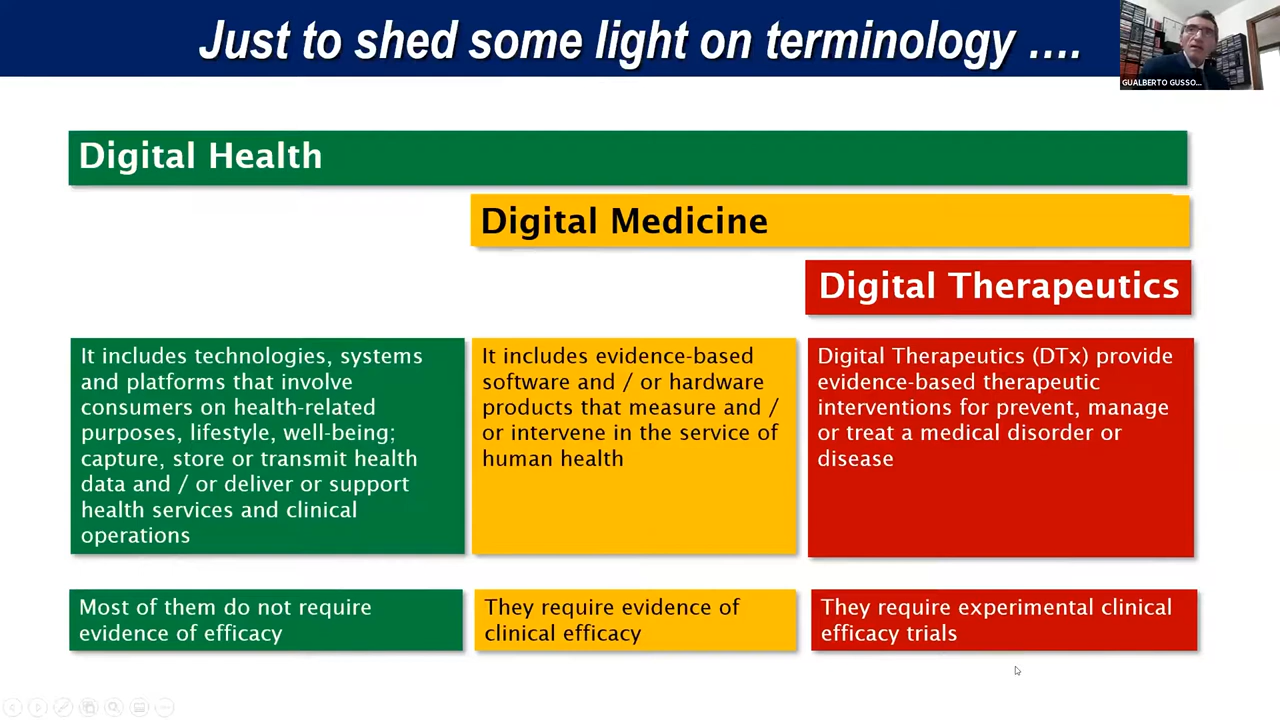 Just to shed some light on terminology ....
GUALBERTO GUSSO...
Digital Health
Digital Medicine
Digital Therapeutics
It includes technologies, systems
and platforms that involve
consumers on health-related
purposes, lifestyle, well-being;
capture, store or transmit health
data and / or deliver or support
health services and clinical
operations
It includes evidence-based
software and / or hardware
products that measure and /
or intervene in the service of
human health
Digital Therapeutics (DTx) provide
evidence-based therapeutic
interventions for prevent, manage
or treat a medical disorder or
disease
Most of them do not require
evidence of efficacy
They require evidence of
clinical efficacy
They require experimental clinical
efficacy trials